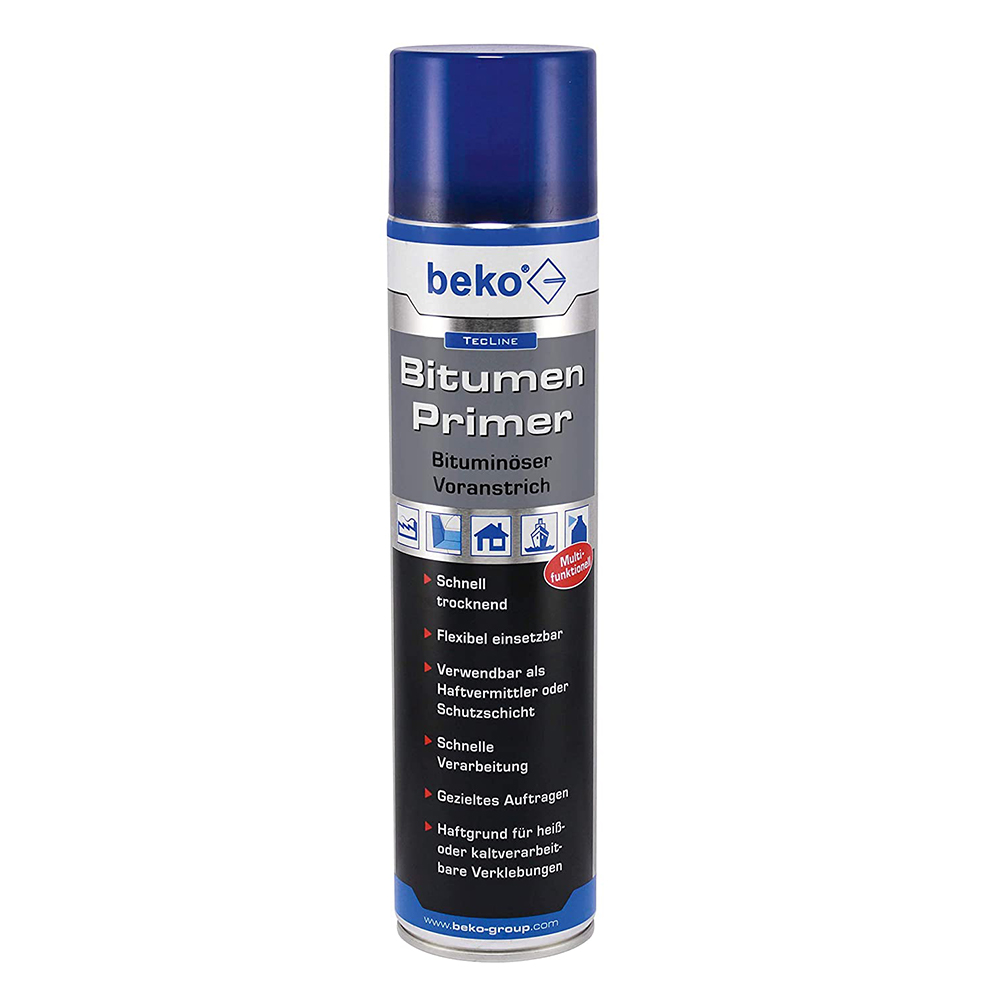 beko®
TecLine
Bitumen
Primer
Bituminöser
Voranstrich
Multi-
funktionell
Schnell
trocknend
Flexibel einsetzbar
Verwendbar als
Haftvermittler oder
Schutzschicht
Schnelle
Verarbeitung
Gezieltes Auftragen
Haftgrund für heiß-
oder kaltverarbeit-
bare Verklebungen
www.beko-group.com